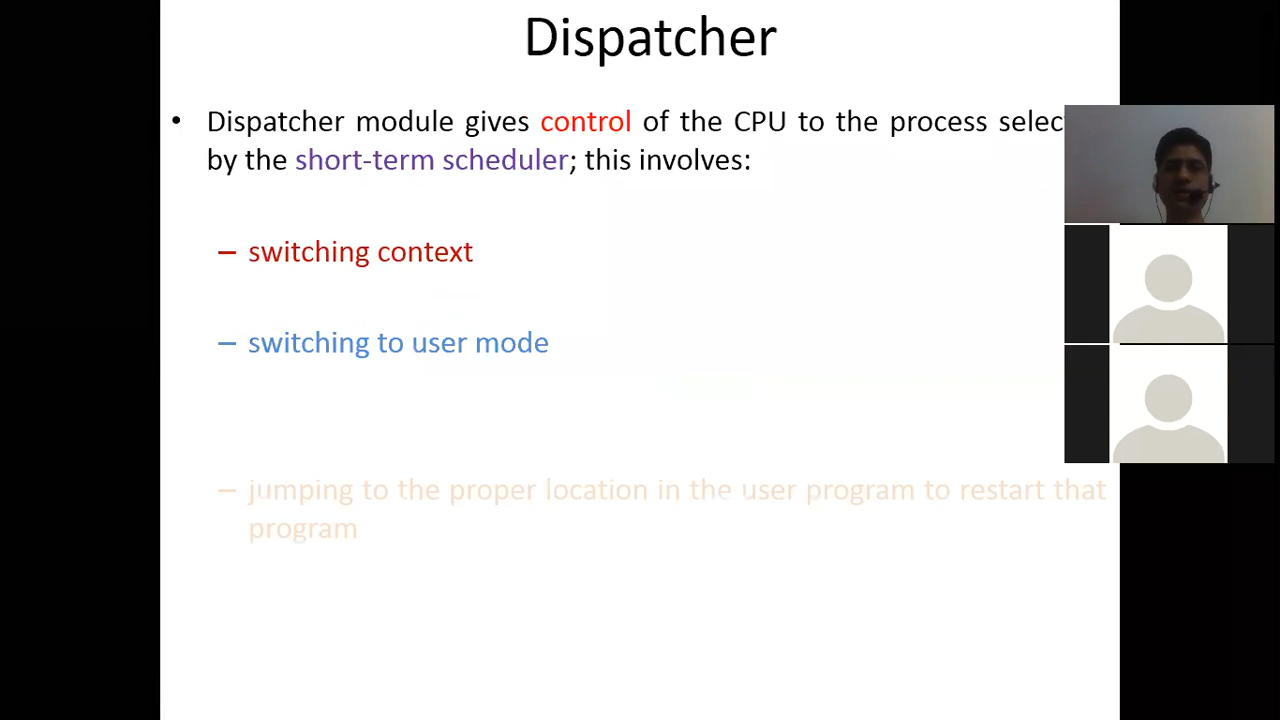 Dispatcher
• Dispatcher module gives control of the CPU to the process
by the short-term scheduler; this involves:
– switching context
– switching to user mode
– jumping to the proper location in the user program to restart that
program